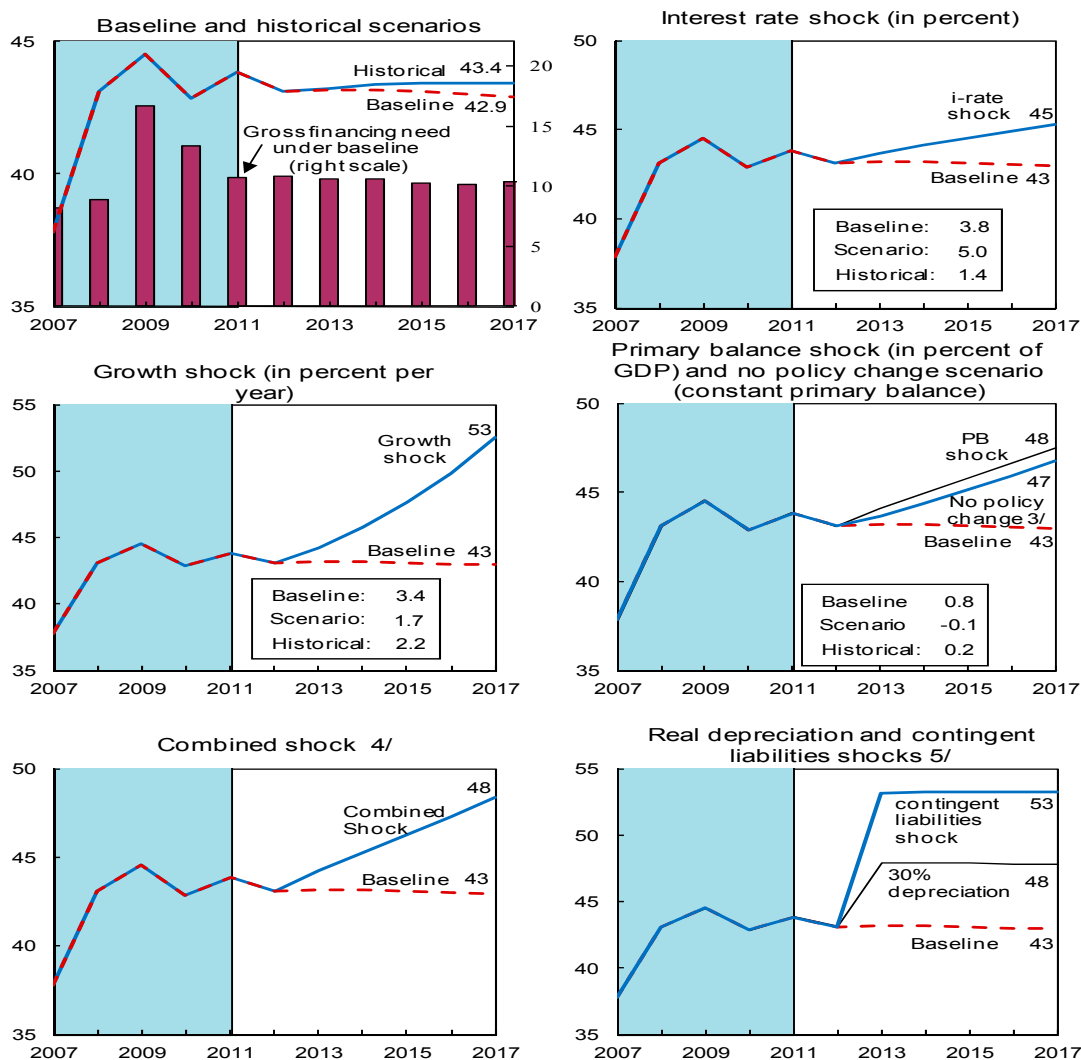 Baseline and historical scenarios
45
40
35
20
15
10
5
0
Historical
43.4
Baseline
42.9
Gross financing need
under baseline
(right scale)
2007 2009 2011 2013 2015 2017
Interest rate shock (in percent)
50
45
40
35
i-rate
shock
45
Baseline 43
Baseline: 3.8
Scenario: 5.0
Historical: 1.4
2007 2009 2011 2013 2015 2017
Growth shock (in percent per
year)
55
50
45
40
35
53
Growth
shock
Baseline
43
Baseline: 3.4
Scenario: 1.7
Historical: 2.2
2007 2009 2011 2013 2015 2017
Primary balance shock (in percent of
GDP) and no policy change scenario
(constant primary balance)
50
45
40
35
PB
shock
48
47
No policy
change 3/
Baseline 43
Baseline 0.8
Scenario -0.1
Historical: 0.2
2007 2009 2011 2013 2015 2017
Combined shock 4/
50
45
40
35
48
Combined
Shock
Baseline
43
2007 2009 2011 2013 2015 2017
Real depreciation and contingent
liabilities shocks 5/
55
50
45
40
35
contingent
liabilities
shock
53
30%
depreciation
48
Baseline 43
2007 2009 2011 2013 2015 2017